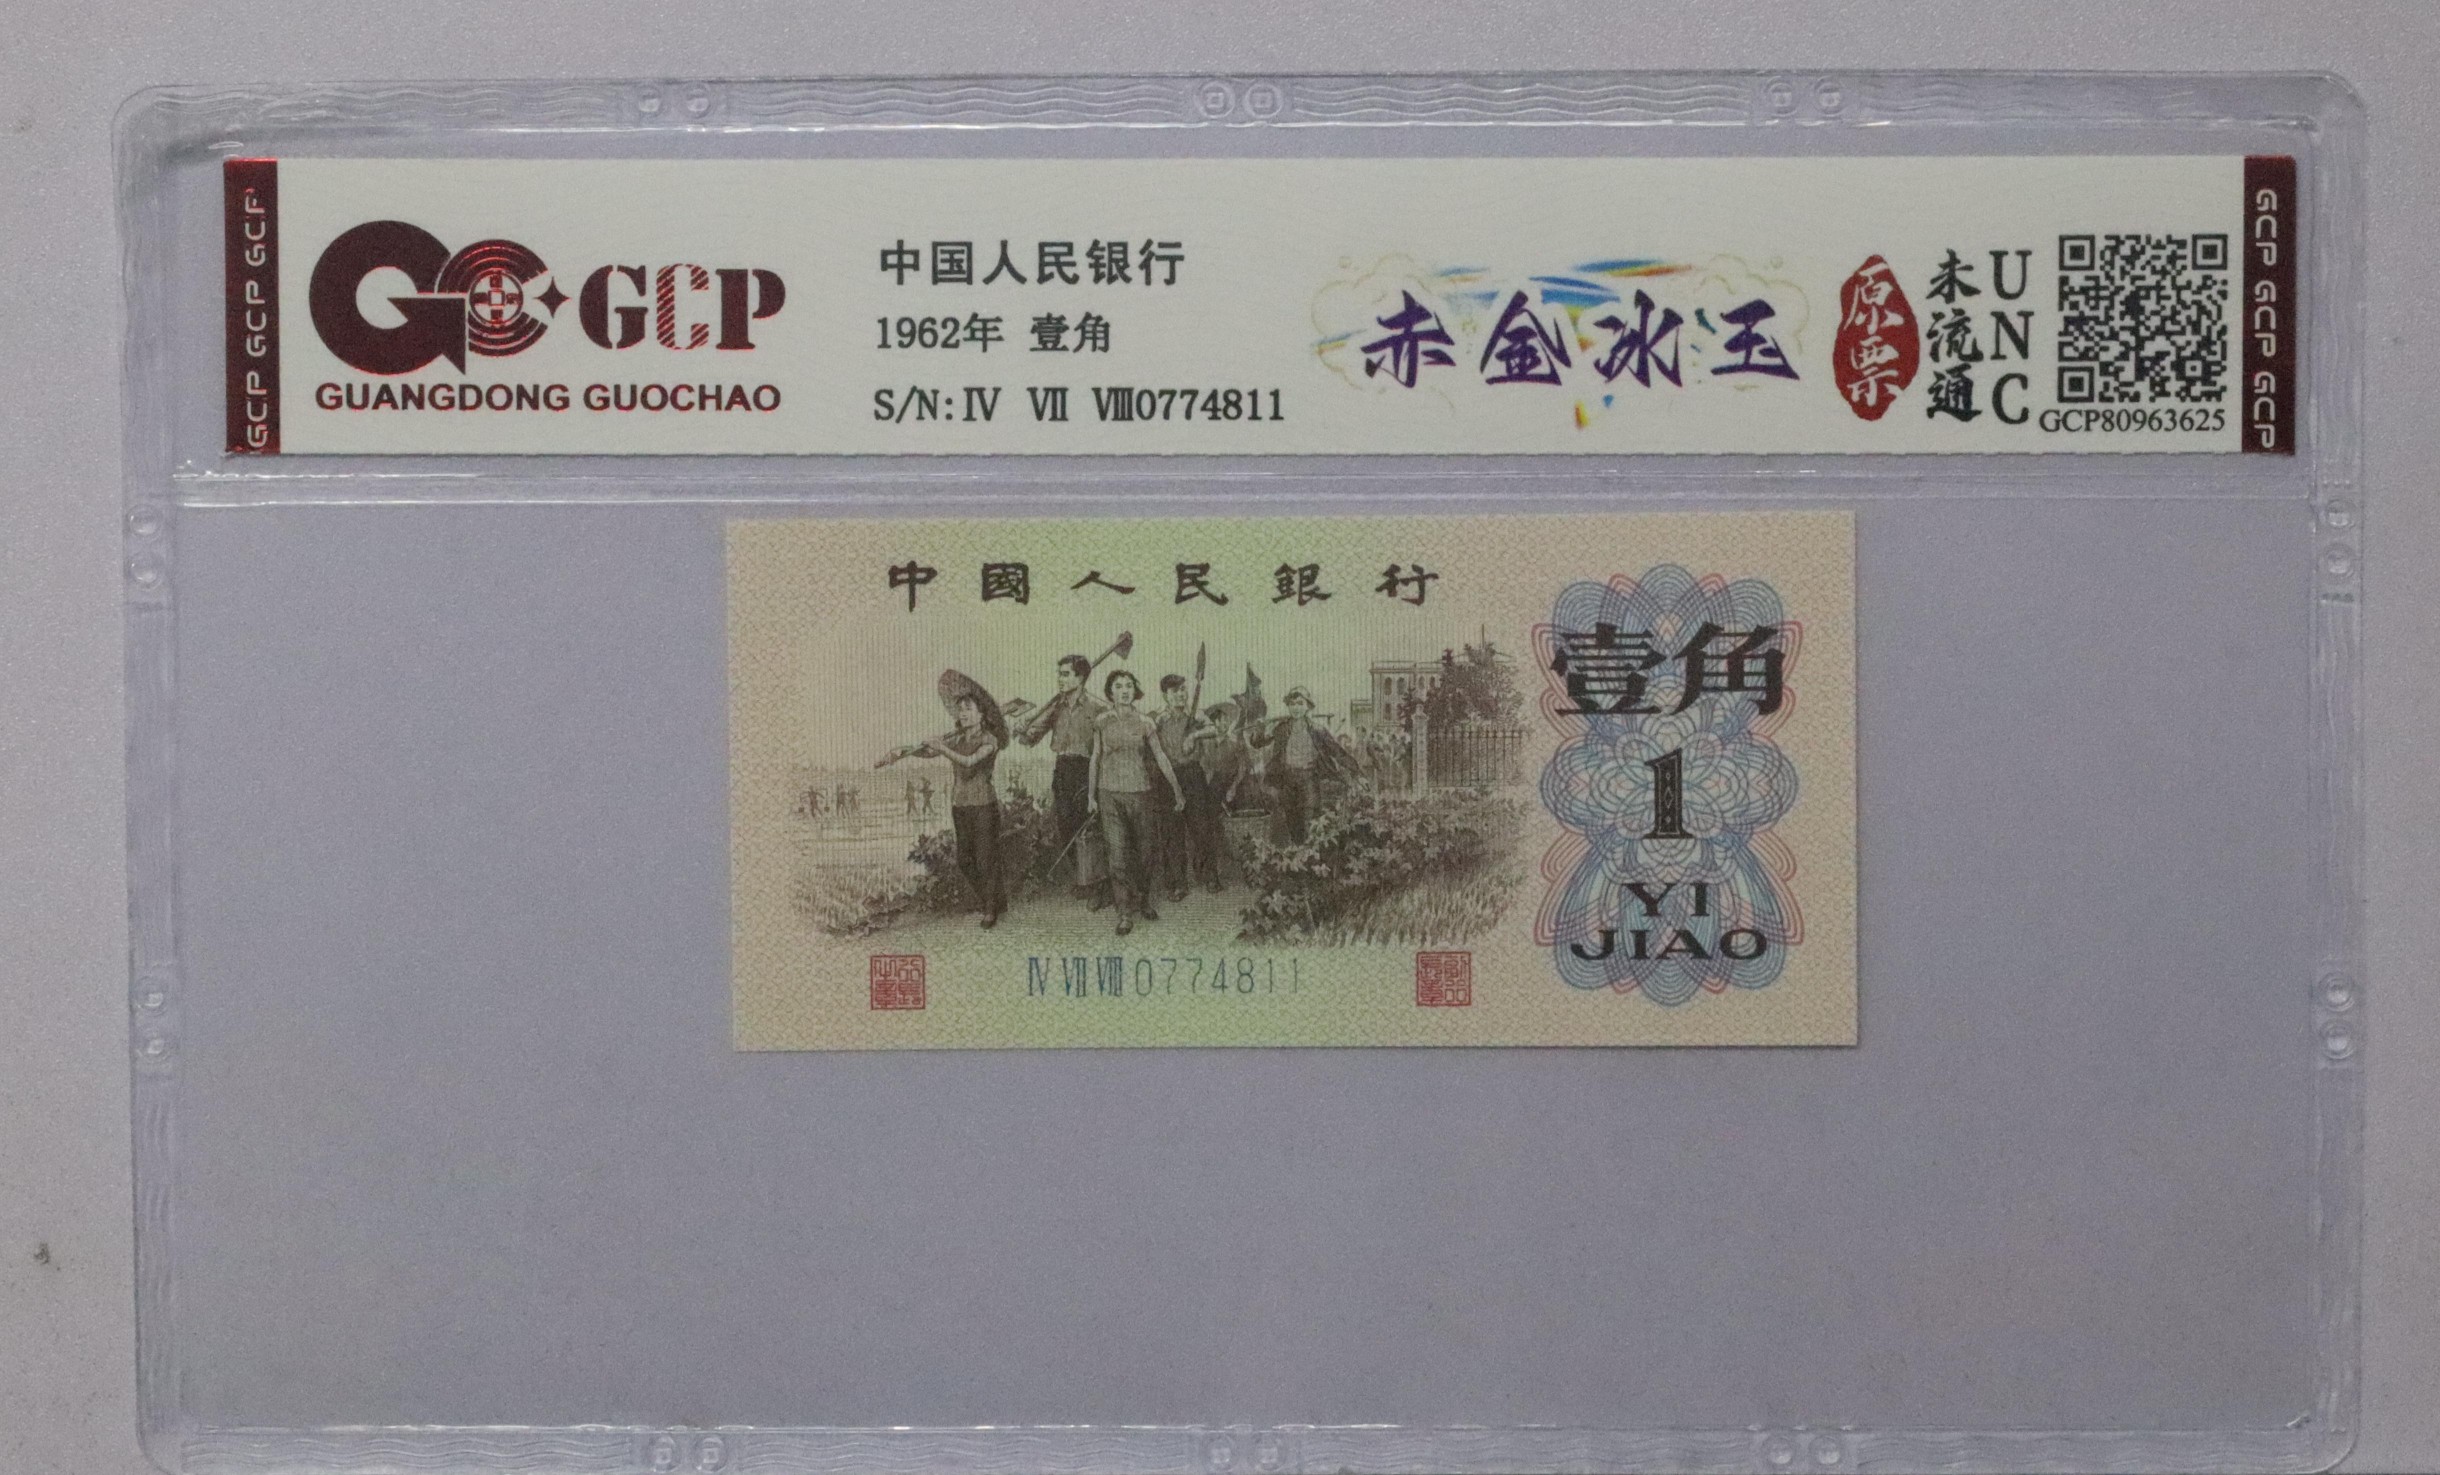 GCP GCP GCP
GCP
GUANGDONG GUOCHAO
中国人民银行
1962年 壹角
S/N: Ⅳ Ⅶ Ⅷ0774811
赤金冰玉
原票
未流通
UNC
GCP80963625
GCP GCP GCP
中國人民銀行
壹角
1
YI
JIAO
Ⅳ Ⅶ Ⅷ 0774811